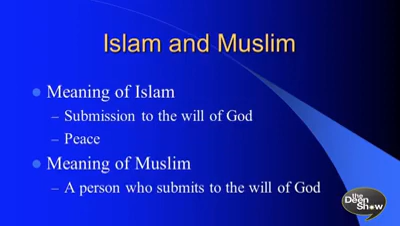 Islam and Muslim
Meaning of Islam
– Submission to the will of God
– Peace
Meaning of Muslim
– A person who submits to the will of God
the
Deen
Show